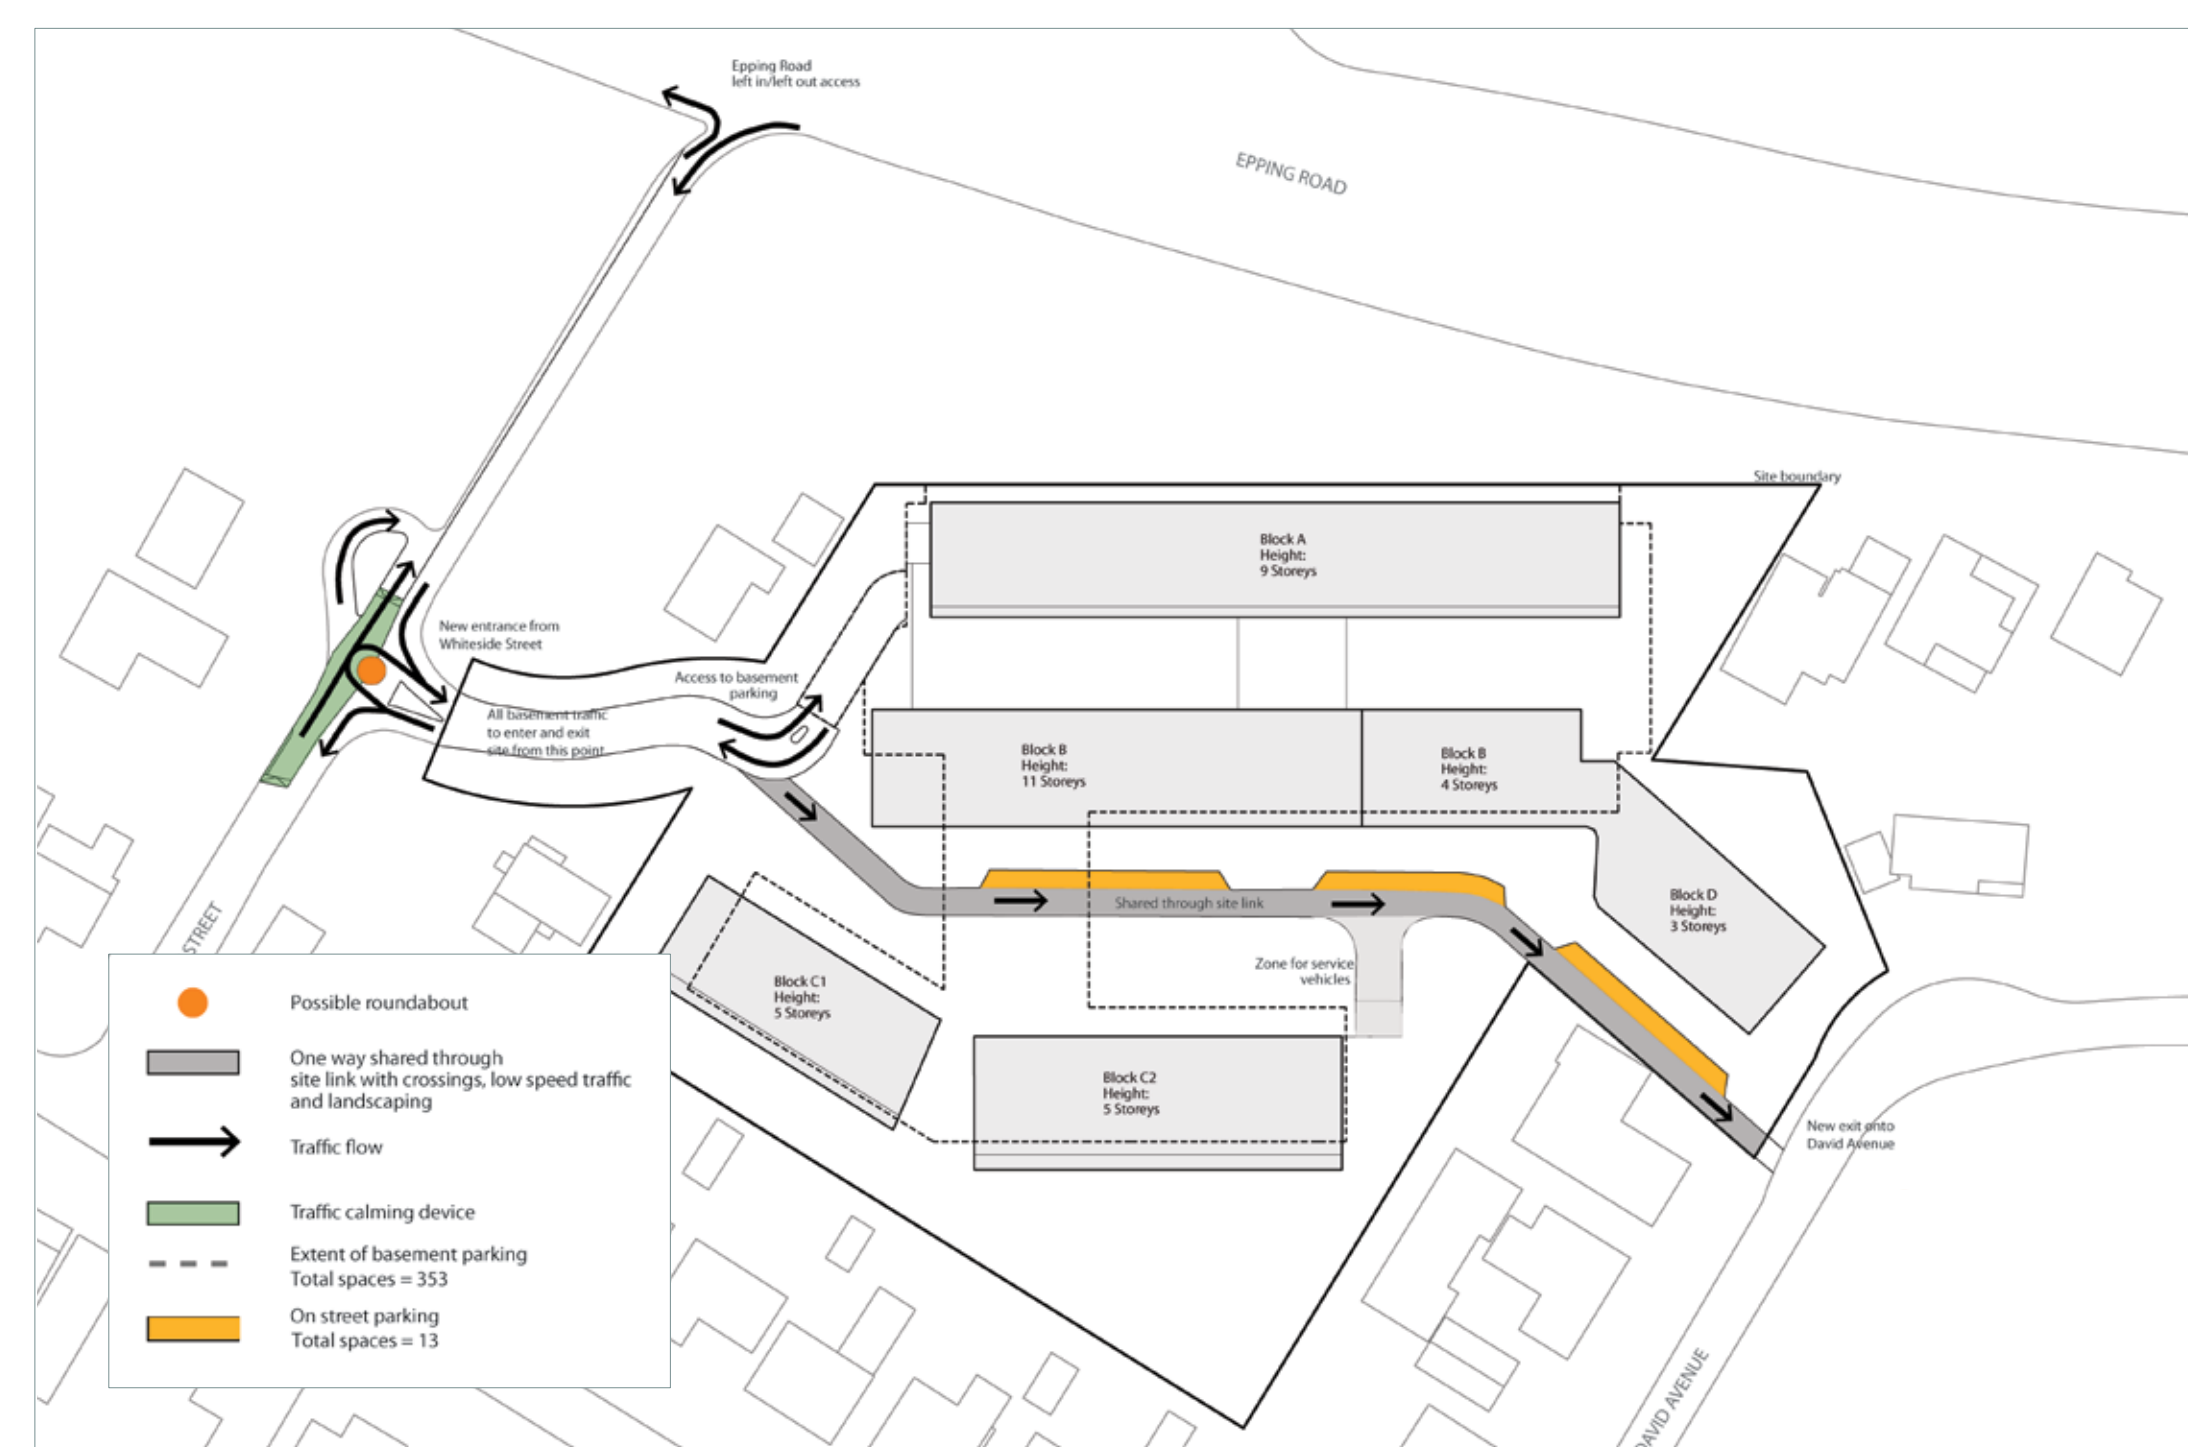 Epping Road
left in/left out access
EPPING ROAD
Site boundary
Block A
Height:
9 Storeys
New entrance from
Whiteside Street
Access to basement
parking
All basement traffic
to enter and exit
site from this point
Block B
Height:
11 Storeys
Block B
Height:
4 Storeys
Block D
Height:
3 Storeys
Shared through site link
Zone for service
vehicles
STREET
Block C1
Height:
5 Storeys
Block C2
Height:
5 Storeys
New exit onto
David Avenue
DAVID AVENUE
Possible roundabout
One way shared through
site link with crossings, low speed traffic
and landscaping
Traffic flow
Traffic calming device
Extent of basement parking
Total spaces = 353
On street parking
Total spaces = 13